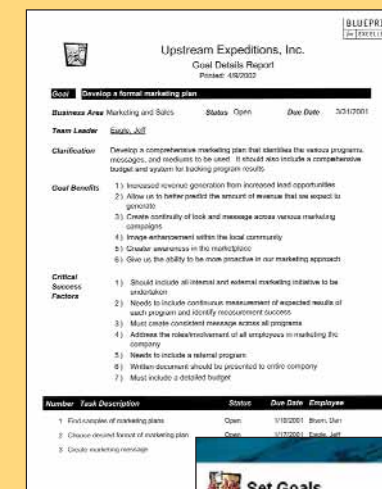 BLUEPRI
for EXCELLE
Upstream Expeditions, Inc.
Goal Details Report
Printed: 4/9/2002
Goal Develop a formal marketing plan
Business Area Marketing and Sales Status Open Due Date 3/31/2001
Team Leader Eagle, Jeff
Clarification Develop a comprehensive marketing plan that identifies the various programs,
messages, and mediums to be used. It should also include a comprehensive
budget and system for tracking program results
Goal Benefits 1) Increased revenue generation from increased lead opportunities
2) Allow us to better predict the amount of revenue that we expect to
generate
3) Create continuity of look and message across various marketing
campaigns
4) Image enhancement within the local community
5) Greater awareness in the marketplace
6) Give us the ability to be more proactive in our marketing approach
Critical
Success
Factors
1) Should include all internal and external marketing initiative to be
undertaken
2) Needs to include continuous measurement of expected results of
each program and identify measurement success
3) Must create consistent message across all programs
4) Address the roles/involvement of all employees in marketing the
company
5) Needs to include a referral program
6) Written document should be presented to entire company
7) Must include a detailed budget
Number Task Description Status Due Date Employee
1 Find samples of marketing plans Open 1/10/2001 Dan
2 Choose desired format of marketing plan Open 1/17/2001 Eagle, Jeff
3 Create marketing message
Set Goals